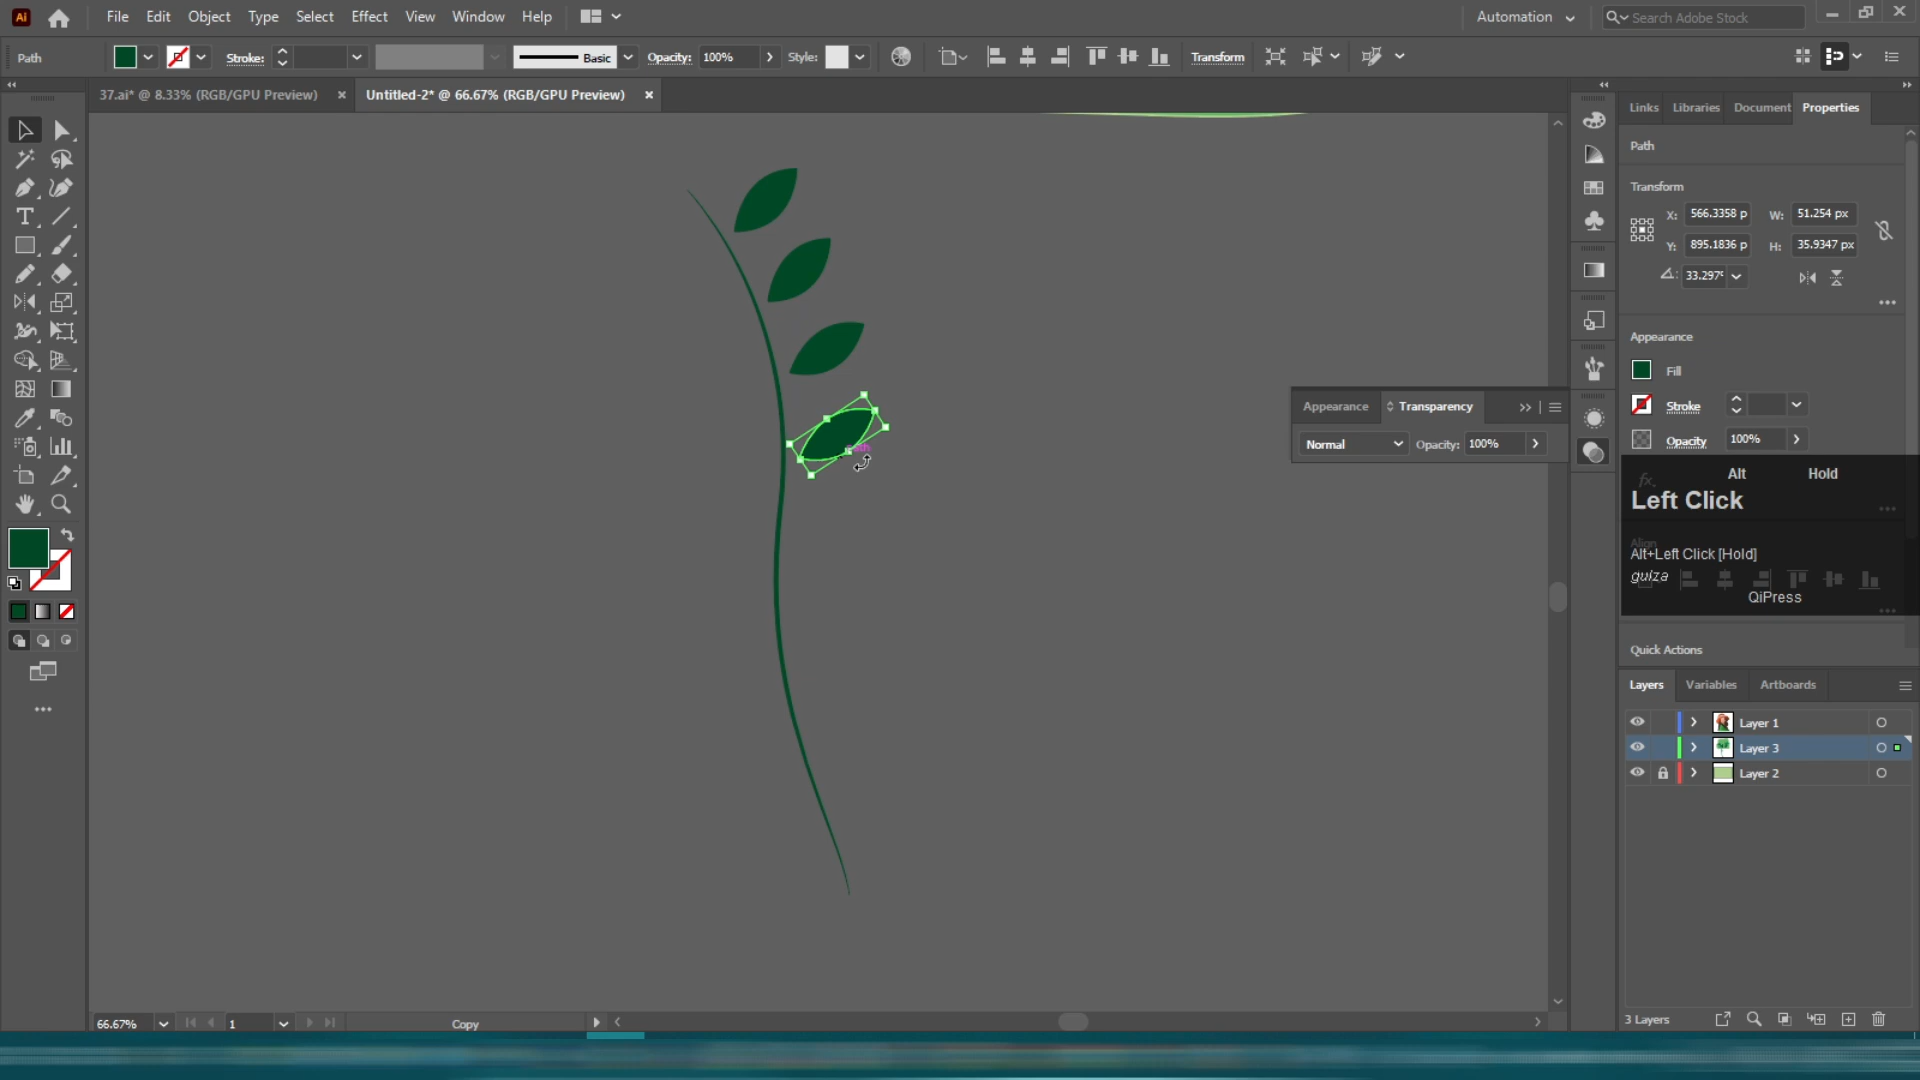 Ai File Edit Object Type Select Effect View Window Help Automation Search Adobe Stock
Path Stroke: Basic Opacity: 100% Style: Transform
37.ai* @ 8.33% (RGB/GPU Preview) × Untitled-2* @ 66.67% (RGB/GPU Preview) ×
Links Libraries Document Properties
Path
Transform
X: 566.3358 p W: 51.254 px
Y: 895.1836 p H: 35.9347 px
33.297°
Appearance
Fill
Stroke
Opacity 100%
Appearance Transparency
Normal Opacity: 100%
Path
fx. Alt Hold
Left Click
Align
Alt+Left Click [Hold]
guiza
QiPress
Quick Actions
Layers Variables Artboards
Layer 1
Layer 3
Layer 2
3 Layers
66.67% 1 Copy